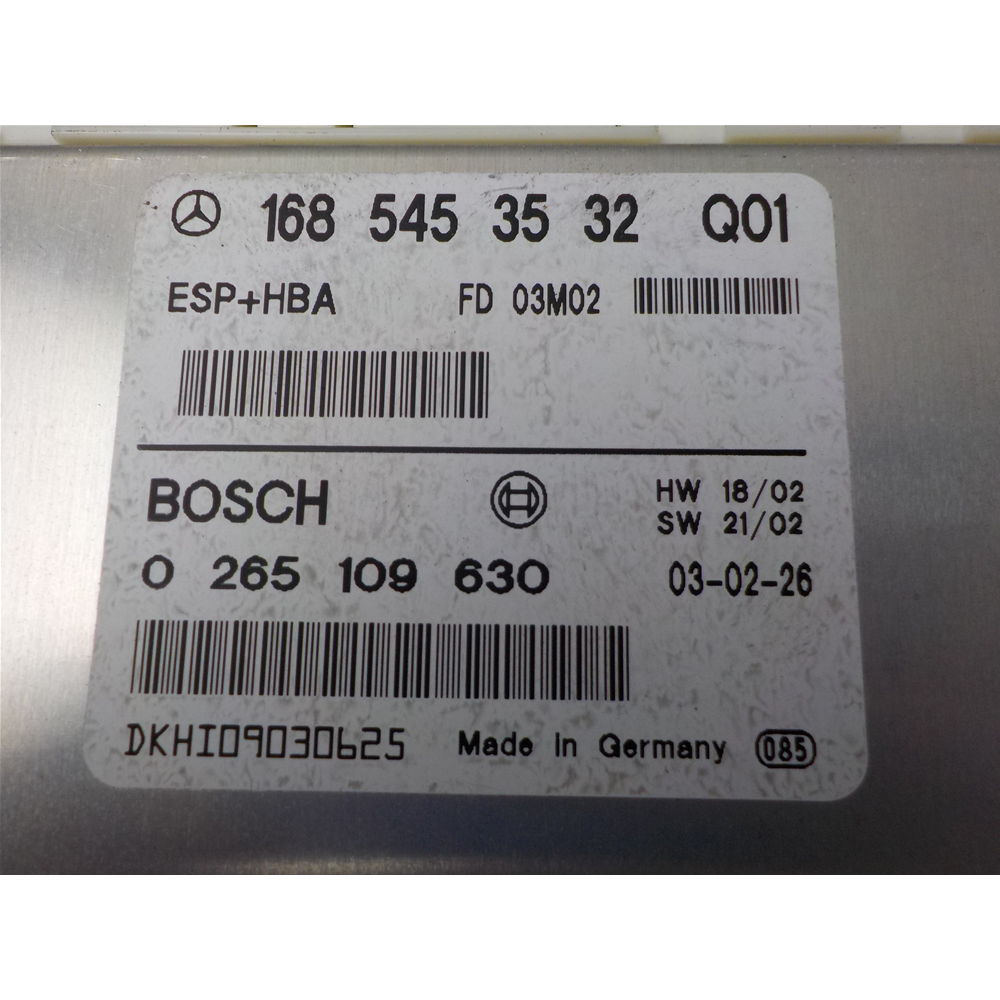 168 545 35 32 Q01
ESP+HBA FD 03M02
BOSCH HW 18/02
SW 21/02
0 265 109 630 03-02-26
DKHI09030625 Made in Germany 085